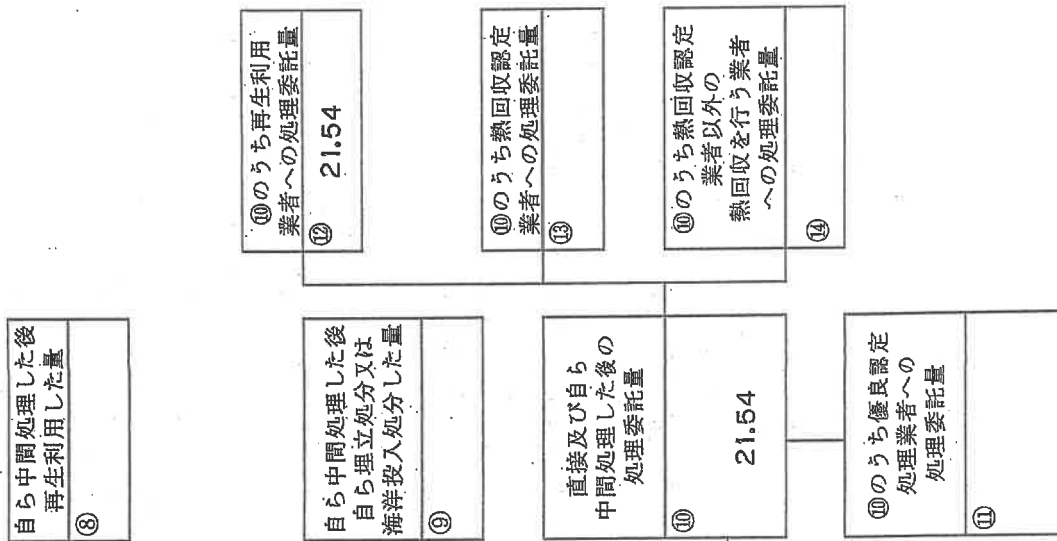 自ら中間処理した後
再生利用した量
⑧
自ら中間処理した後
自ら埋立処分又は
海洋投入処分した量
⑨
直接及び自ら
中間処理した後の
処理委託量
⑩
21.54
⑩のうち優良認定
処理業者への
処理委託量
⑪
⑩のうち再生利用
業者への処理委託量
⑫
21.54
⑩のうち熱回収認定
業者への処理委託量
⑬
⑩のうち熱回収認定
業者以外の
熱回収を行う業者
への処理委託量
⑭